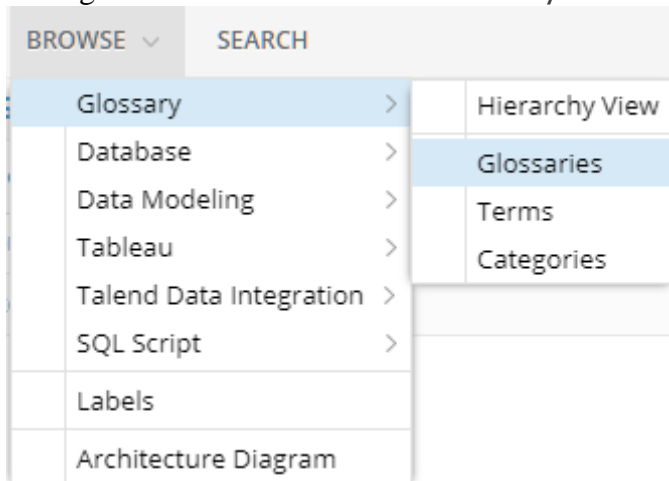 BROWSE SEARCH
Glossary
Database
Data Modeling
Tableau
Talend Data Integration
SQL Script
Labels
Architecture Diagram
Hierarchy View
Glossaries
Terms
Categories